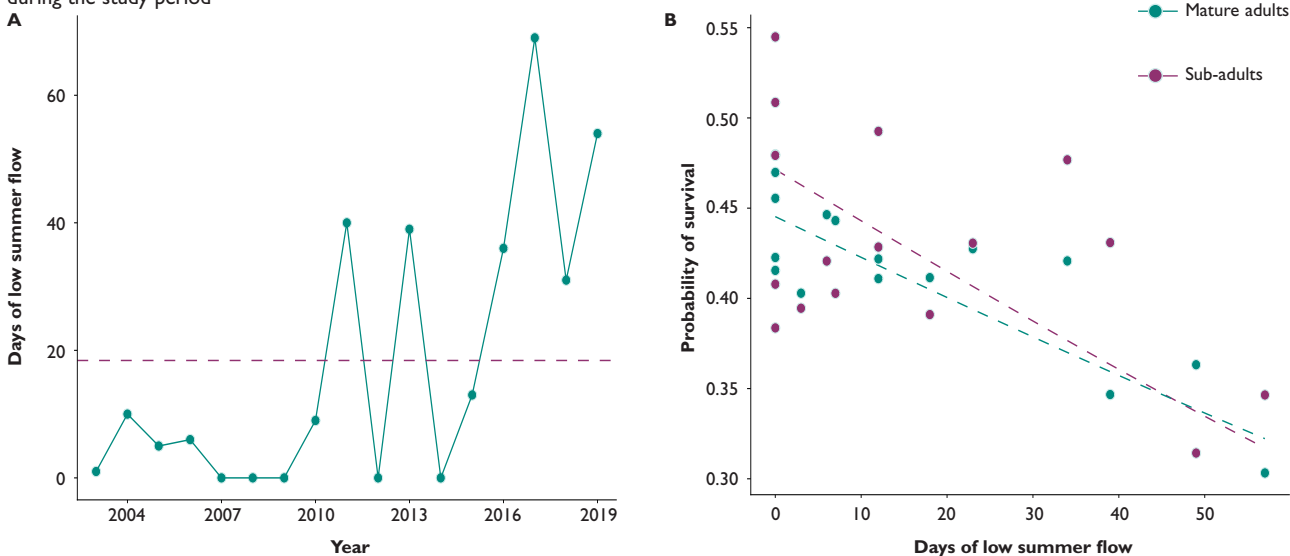 during the study period
A
Days of low summer flow
60
40
20
0
2004 2007 2010 2013 2016 2019
Year
B
Mature adults
Sub-adults
Probability of survival
0.55
0.50
0.45
0.40
0.35
0.30
0 10 20 30 40 50
Days of low summer flow